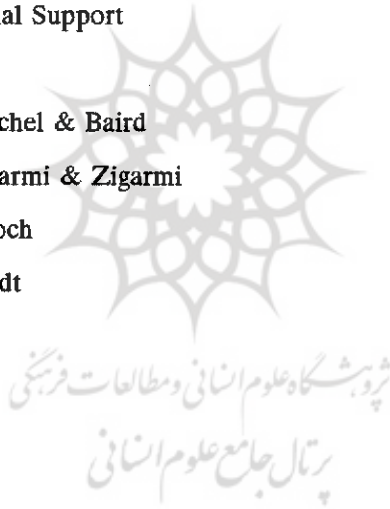 al Support
chel & Baird
armi & Zigarmi
och
dt
پژوهشگاه علوم انسانی و مطالعات فرهنگی
پرتال جامع علوم انسانی